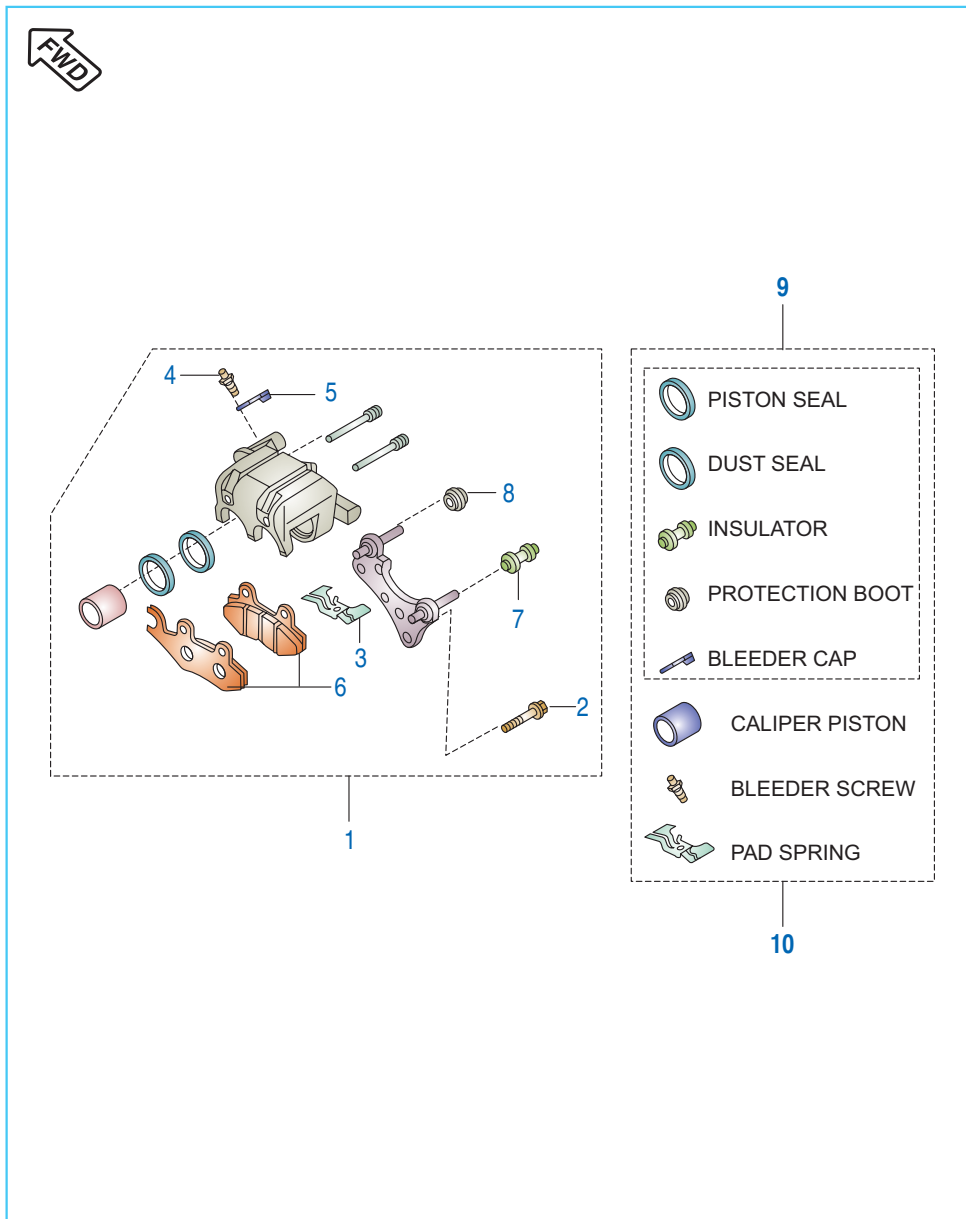 FWD
9
4
5
PISTON SEAL
DUST SEAL
8
INSULATOR
7
PROTECTION BOOT
3
BLEEDER CAP
6
2
CALIPER PISTON
BLEEDER SCREW
1
PAD SPRING
10